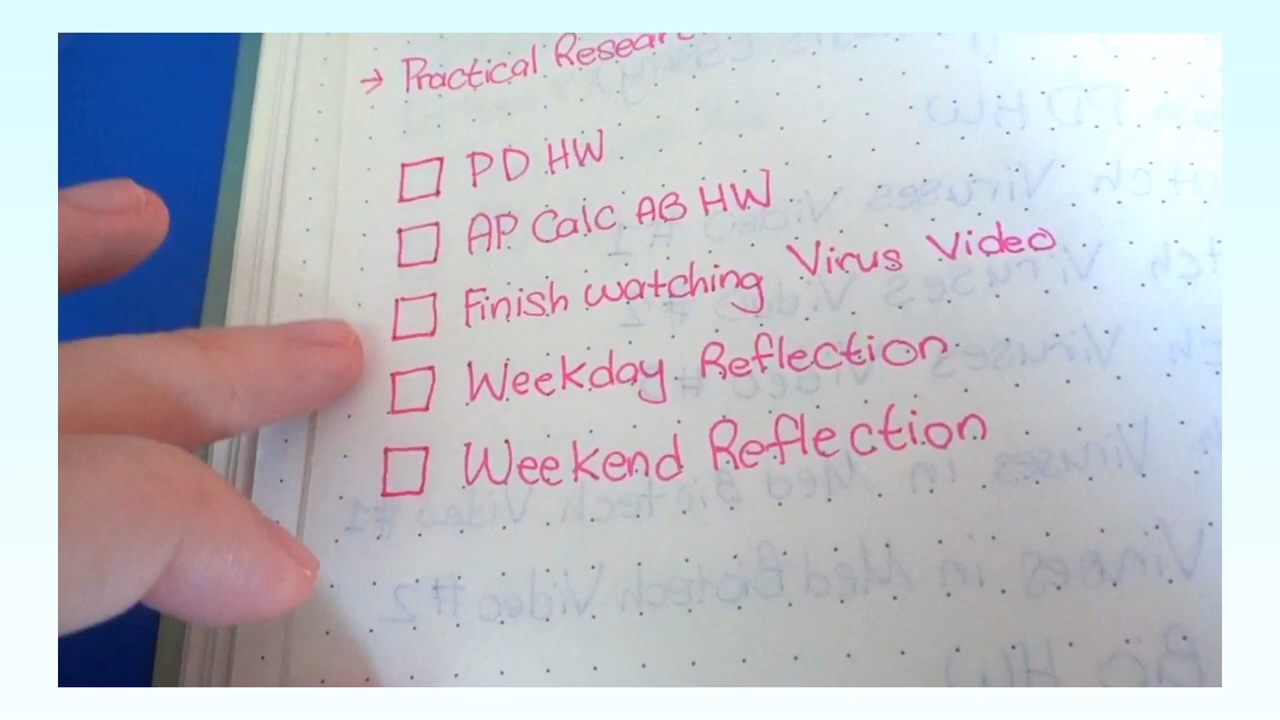 → Practical Resear
☐ PD HW
☐ AP Calc AB HW
☐ Finish watching Virus Video
☐ Weekday Reflection
☐ Weekend Reflection